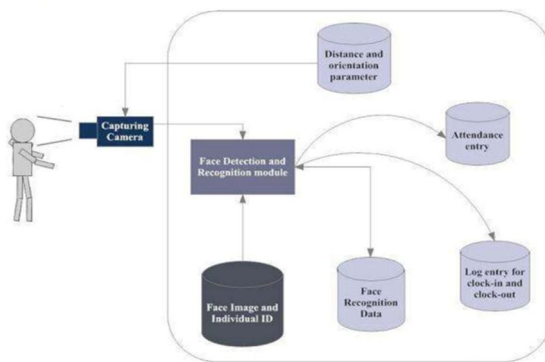 Distance and
orientation
parameter
Capturing
Camera
Attendance
entry
Face Detection and
Recognition module
Log entry for
clock-in and
clock-out
Face Image and
Individual ID
Face
Recognition
Data